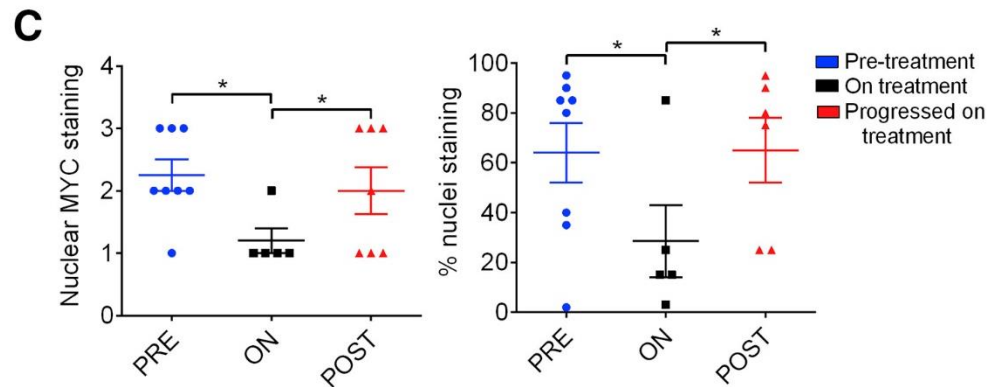 C
Nuclear MYC staining
4
3
2
1
0
*
*
PRE
ON
POST
% nuclei staining
100
80
60
40
20
0
*
*
PRE
ON
POST
Pre-treatment
On treatment
Progressed on
treatment